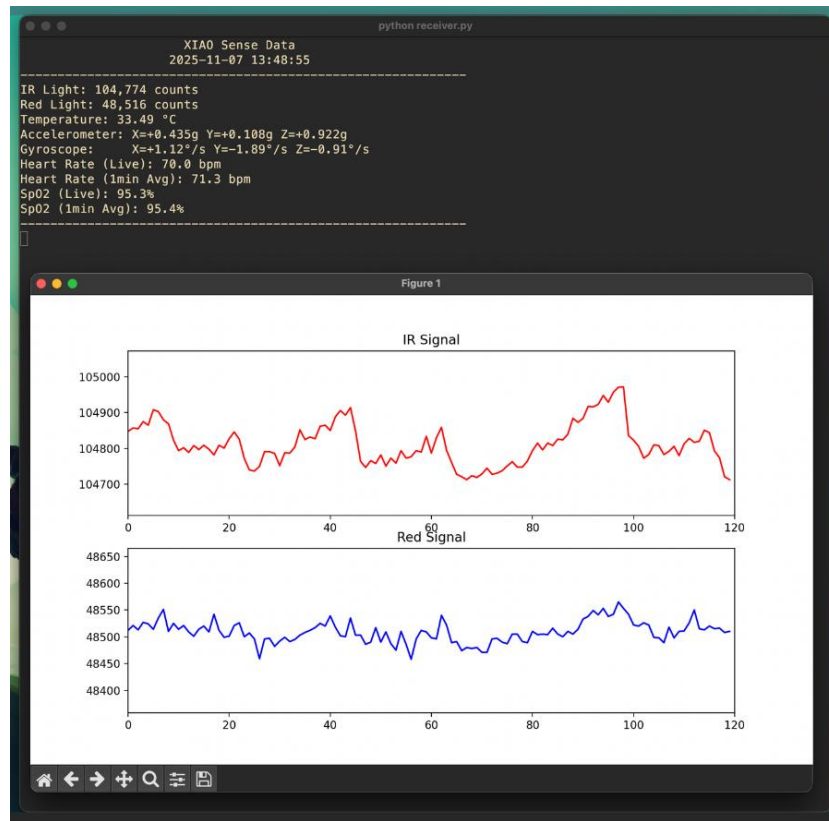 python receiver.py
XIAO Sense Data
2025-11-07 13:48:55
------------------------------------------------------------
IR Light: 104,774 counts
Red Light: 48,516 counts
Temperature: 33.49 °C
Accelerometer: X=+0.435g Y=+0.108g Z=+0.922g
Gyroscope: X=+1.12°/s Y=-1.89°/s Z=-0.91°/s
Heart Rate (Live): 70.0 bpm
Heart Rate (1min Avg): 71.3 bpm
SpO2 (Live): 95.3%
SpO2 (1min Avg): 95.4%
------------------------------------------------------------
Figure 1
IR Signal
105000
104900
104800
104700
0 20 40 60 80 100 120
Red Signal
48650
48600
48550
48500
48450
48400
0 20 40 60 80 100 120